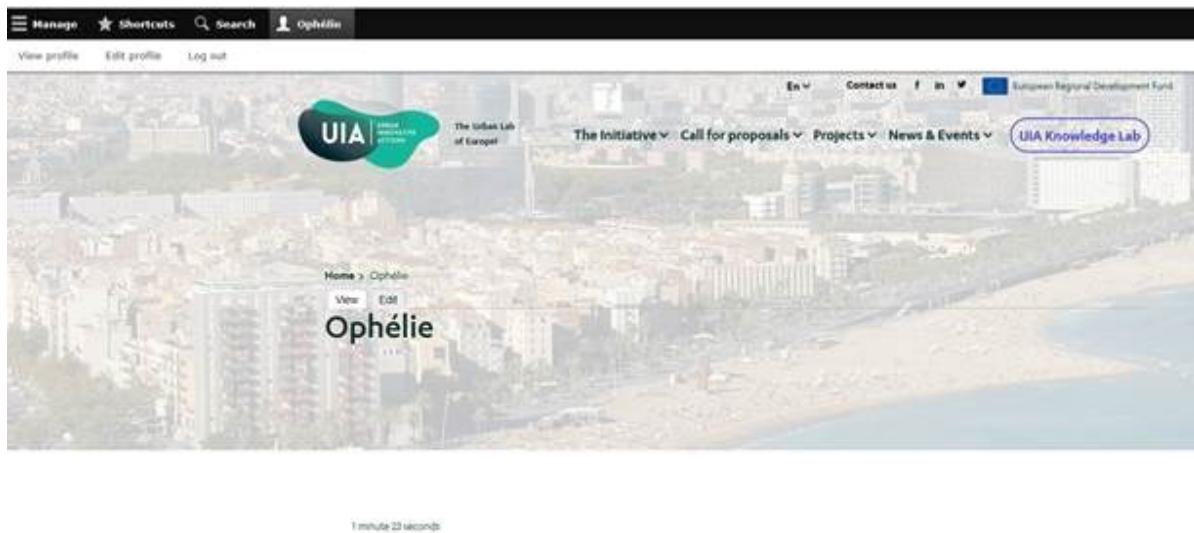 Manage Shortcuts Search Ophélie
View profile Edit profile Log out
En Contact us f in European Regional Development Fund
UIA URBAN INNOVATIVE ACTIONS
The Urban Lab
of Europe!
The Initiative Call for proposals Projects News & Events UIA Knowledge Lab
Home > Ophélie
View Edit
Ophélie
1 minute 23 seconds